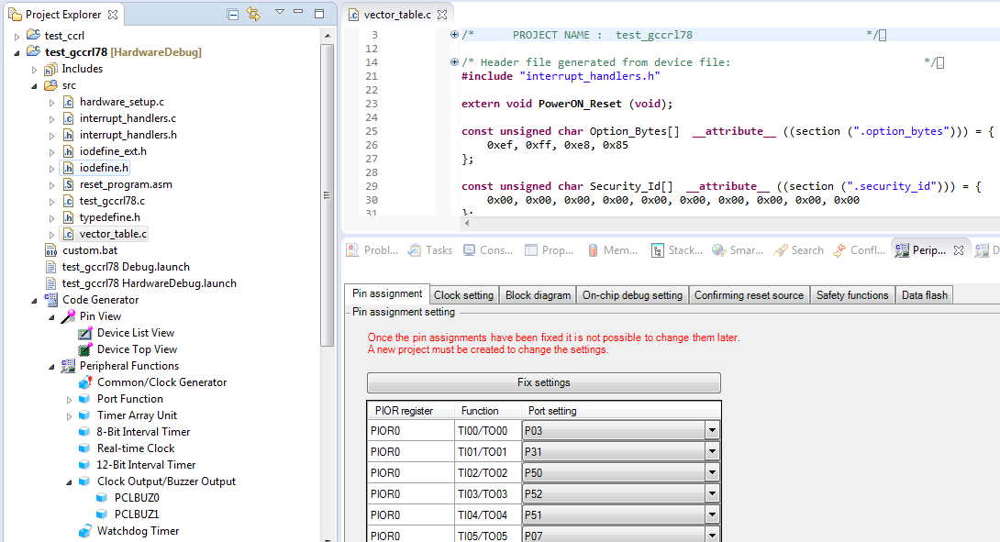 Project Explorer
test_ccrl
test_gccrl78 [HardwareDebug]
Includes
src
hardware_setup.c
interrupt_handlers.c
interrupt_handlers.h
iodefine_ext.h
iodefine.h
reset_program.asm
test_gccrl78.c
typedefine.h
vector_table.c
custom.bat
test_gccrl78 Debug.launch
test_gccrl78 HardwareDebug.launch
Code Generator
Pin View
Device List View
Device Top View
Peripheral Functions
Common/Clock Generator
Port Function
Timer Array Unit
8-Bit Interval Timer
Real-time Clock
12-Bit Interval Timer
Clock Output/Buzzer Output
PCLBUZ0
PCLBUZ1
Watchdog Timer
vector_table.c
3 /* PROJECT NAME : test_gccrl78 */
12
14 /* Header file generated from device file: */
21 #include "interrupt_handlers.h"
22
23 extern void PowerON_Reset (void);
24
25 const unsigned char Option_Bytes[] __attribute__ ((section (".option_bytes"))) = {
26 0xef, 0xff, 0xe8, 0x85
27 };
28
29 const unsigned char Security_Id[] __attribute__ ((section (".security_id"))) = {
30 0x00, 0x00, 0x00, 0x00, 0x00, 0x00, 0x00, 0x00, 0x00, 0x00
31 };
Probl... Tasks Cons... Prop... Mem... Stack... Smar... Search Confl... Perip... D
Pin assignment Clock setting Block diagram On-chip debug setting Confirming reset source Safety functions Data flash
Pin assignment setting
Once the pin assignments have been fixed it is not possible to change them later.
A new project must be created to change the settings.
Fix settings
PIOR register Function Port setting
PIOR0 TI00/TO00 P03
PIOR0 TI01/TO01 P31
PIOR0 TI02/TO02 P50
PIOR0 TI03/TO03 P52
PIOR0 TI04/TO04 P51
PIOR0 TI05/TO05 P07